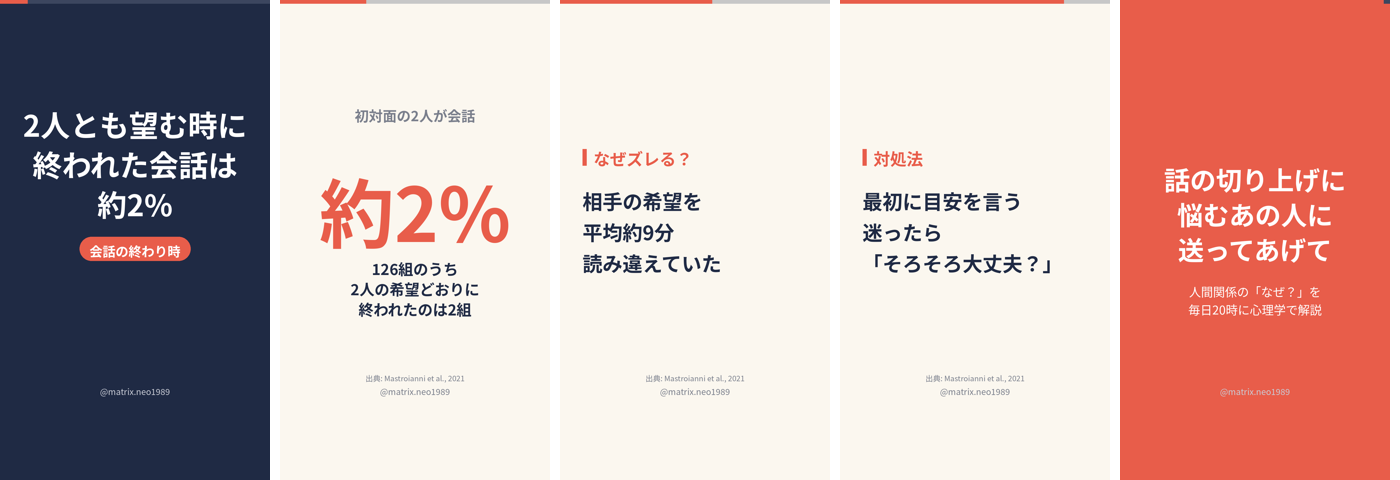 2人とも望む時に
終われた会話は
約2%
会話の終わり時
@matrix.neo1989
初対面の2人が会話
約2%
126組のうち
2人の希望どおりに
終われたのは2組
出典: Mastroianni et al., 2021
@matrix.neo1989
なぜズレる？
相手の希望を
平均約9分
読み違えていた
出典: Mastroianni et al., 2021
@matrix.neo1989
対処法
最初に目安を言う
迷ったら
「そろそろ大丈夫？」
出典: Mastroianni et al., 2021
@matrix.neo1989
話の切り上げに
悩むあの人に
送ってあげて
人間関係の「なぜ？」を
毎日20時に心理学で解説
@matrix.neo1989